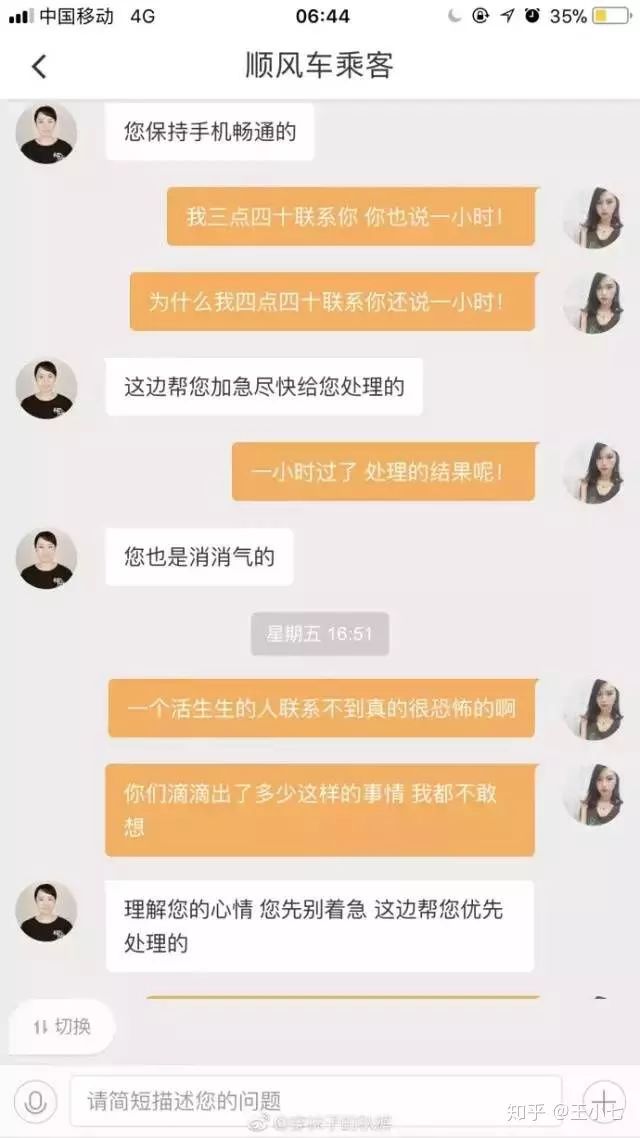 中国移动 4G 06:44 35%
顺风车乘客
您保持手机畅通的
我三点四十联系你 你也说一小时！
为什么我四点四十联系你还说一小时！
这边帮您加急尽快给您处理的
一小时过了 处理的结果呢！
您也是消消气的
星期五 16:51
一个活生生的人联系不到真的很恐怖的啊
你们滴滴出了多少这样的事情 我都不敢
想
理解您的心情 您先别着急 这边帮您优先
处理的
切换
请简短描述您的问题
知乎 @王小七